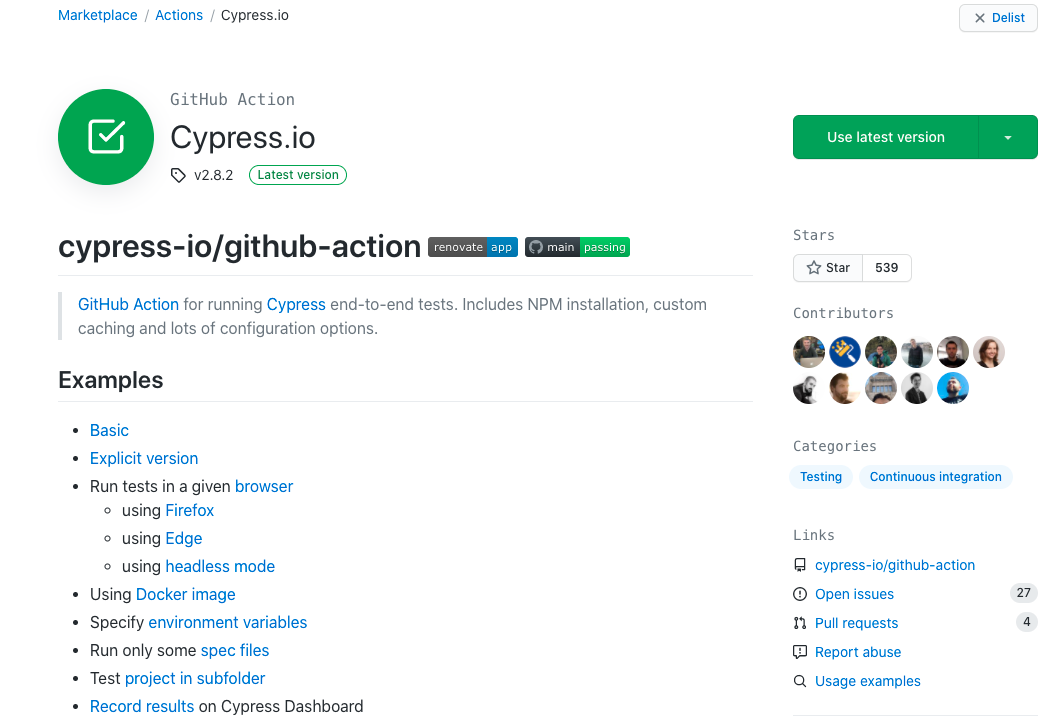 Marketplace / Actions / Cypress.io
Delist
GitHub Action
Cypress.io
v2.8.2 Latest version
Use latest version
cypress-io/github-action renovate app main passing
GitHub Action for running Cypress end-to-end tests. Includes NPM installation, custom
caching and lots of configuration options.
Examples
Basic
Explicit version
Run tests in a given browser
using Firefox
using Edge
using headless mode
Using Docker image
Specify environment variables
Run only some spec files
Test project in subfolder
Record results on Cypress Dashboard
Stars
Star 539
Contributors
Categories
Testing Continuous integration
Links
cypress-io/github-action
Open issues 27
Pull requests 4
Report abuse
Usage examples